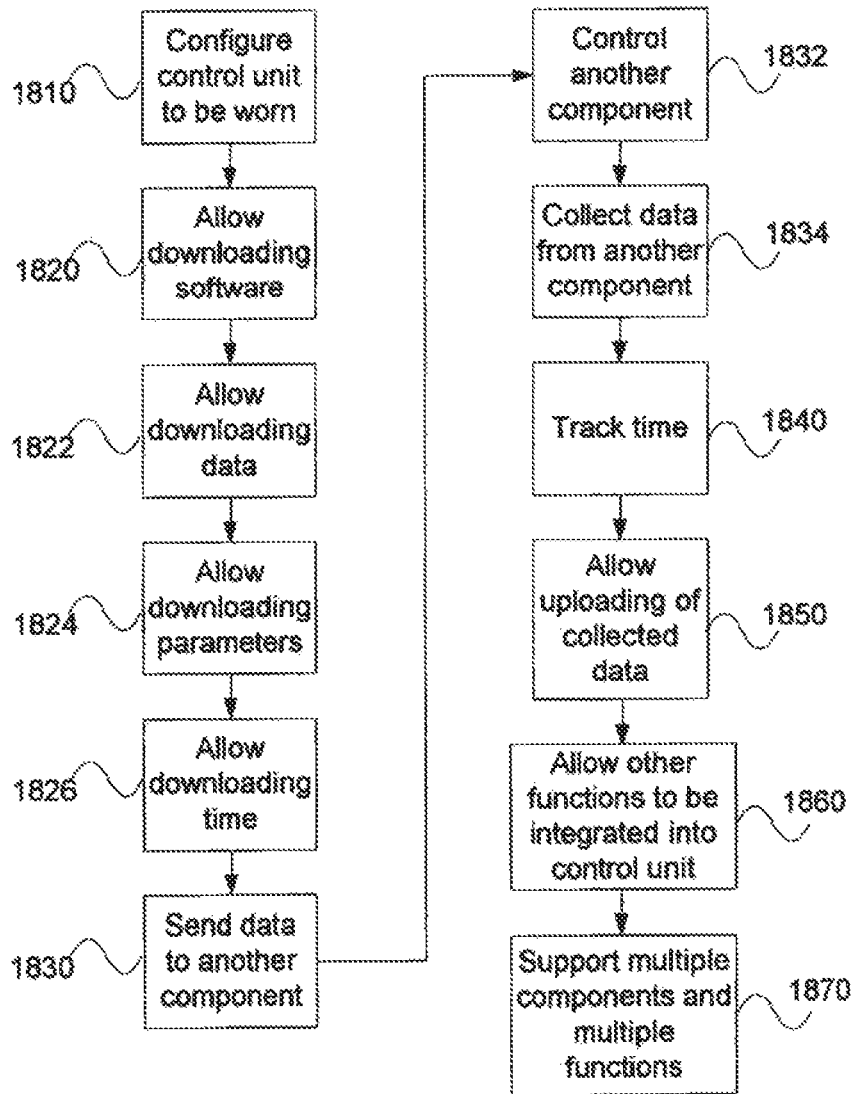 1810
Configure
control unit
to be worn
1820
Allow
downloading
software
1822
Allow
downloading
data
1824
Allow
downloading
parameters
1826
Allow
downloading
time
1830
Send data
to another
component
Control
another
component
1832
Collect data
from another
component
1834
Track time
1840
Allow
uploading of
collected
data
1850
Allow other
functions to be
integrated into
control unit
1860
Support multiple
components and
multiple
functions
1870